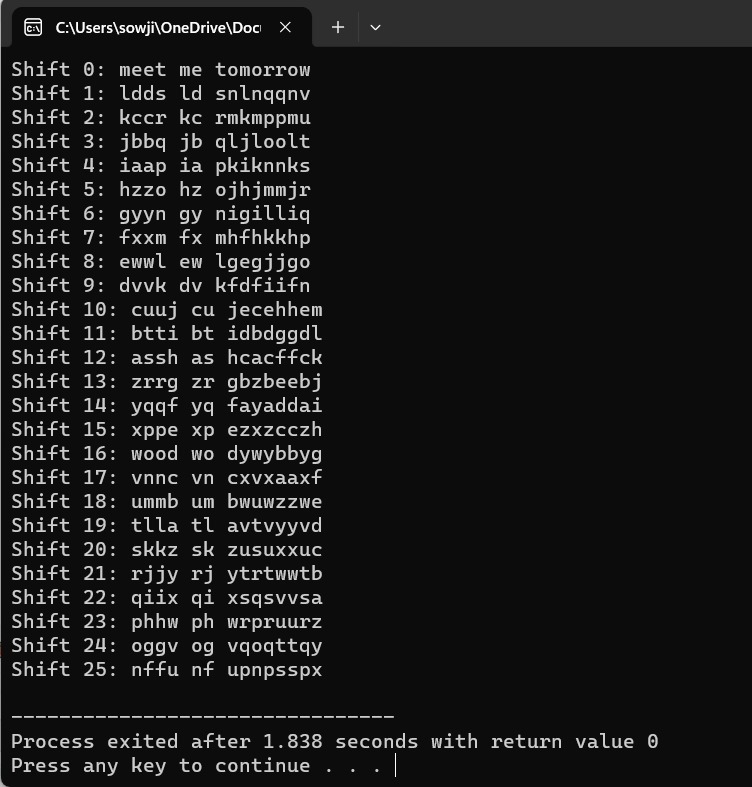 C:\Users\sowji\OneDrive\Doc
Shift 0: meet me tomorrow
Shift 1: ldds ld snlnqqnv
Shift 2: kccr kc rmkmppmu
Shift 3: jbbq jb qljloolt
Shift 4: iaap ia pkiknnks
Shift 5: hzzo hz ojhjmmjr
Shift 6: gyyn gy nigilliq
Shift 7: fxxm fx mhfhkkhp
Shift 8: ewwl ew lgegjjgo
Shift 9: dvvk dv kfdfiifn
Shift 10: cuuj cu jecehhem
Shift 11: btti bt idbdggdl
Shift 12: assh as hcacffck
Shift 13: zrrg zr gbzbeebj
Shift 14: yqqf yq fayaddai
Shift 15: xppe xp ezxzcczh
Shift 16: wood wo dywybbyg
Shift 17: vnnc vn cxvxaaxf
Shift 18: ummb um bwuwzzwe
Shift 19: tlla tl avtvyyvd
Shift 20: skkz sk zusuxxuc
Shift 21: rjjy rj ytrtwwtb
Shift 22: qiix qi xsqsvvsa
Shift 23: phhw ph wrpruurz
Shift 24: oggv og vqoqttqy
Shift 25: nffu nf upnpsspx
--------------------------------
Process exited after 1.838 seconds with return value 0
Press any key to continue . . .